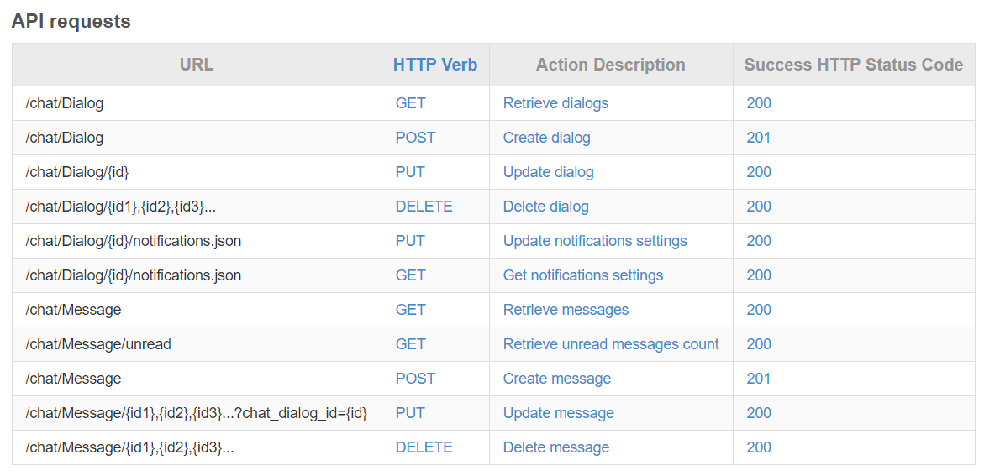 API requests
URL HTTP Verb Action Description Success HTTP Status Code
/chat/Dialog GET Retrieve dialogs 200
/chat/Dialog POST Create dialog 201
/chat/Dialog/{id} PUT Update dialog 200
/chat/Dialog/{id1},{id2},{id3}... DELETE Delete dialog 200
/chat/Dialog/{id}/notifications.json PUT Update notifications settings 200
/chat/Dialog/{id}/notifications.json GET Get notifications settings 200
/chat/Message GET Retrieve messages 200
/chat/Message/unread GET Retrieve unread messages count 200
/chat/Message POST Create message 201
/chat/Message/{id1},{id2},{id3}...?chat_dialog_id={id} PUT Update message 200
/chat/Message/{id1},{id2},{id3}... DELETE Delete message 200